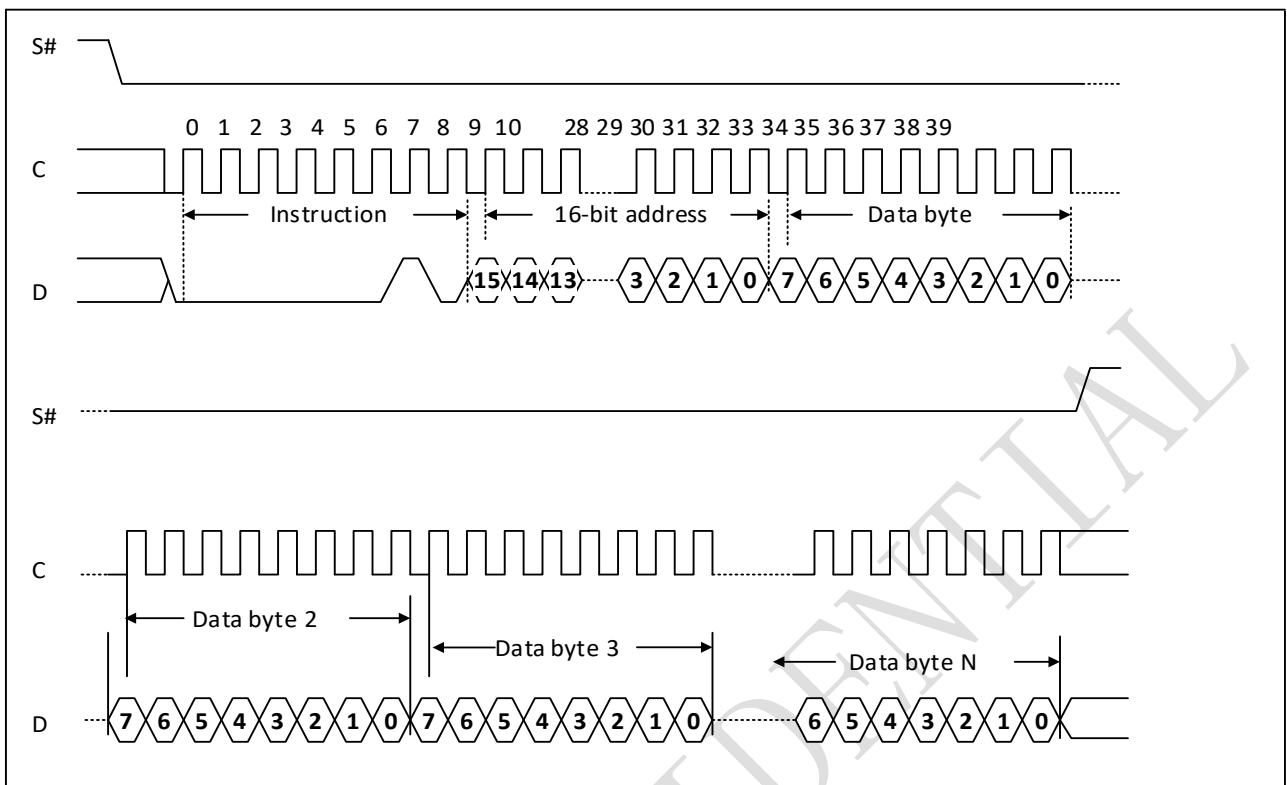 S#
0 1 2 3 4 5 6 7 8 9 10 28 29 30 31 32 33 34 35 36 37 38 39
C
Instruction 16-bit address Data byte
D 15 14 13 3 2 1 0 7 6 5 4 3 2 1 0
S#
C
Data byte 2
Data byte 3
Data byte N
D 7 6 5 4 3 2 1 0 7 6 5 4 3 2 1 0 6 5 4 3 2 1 0
IDENTIAL